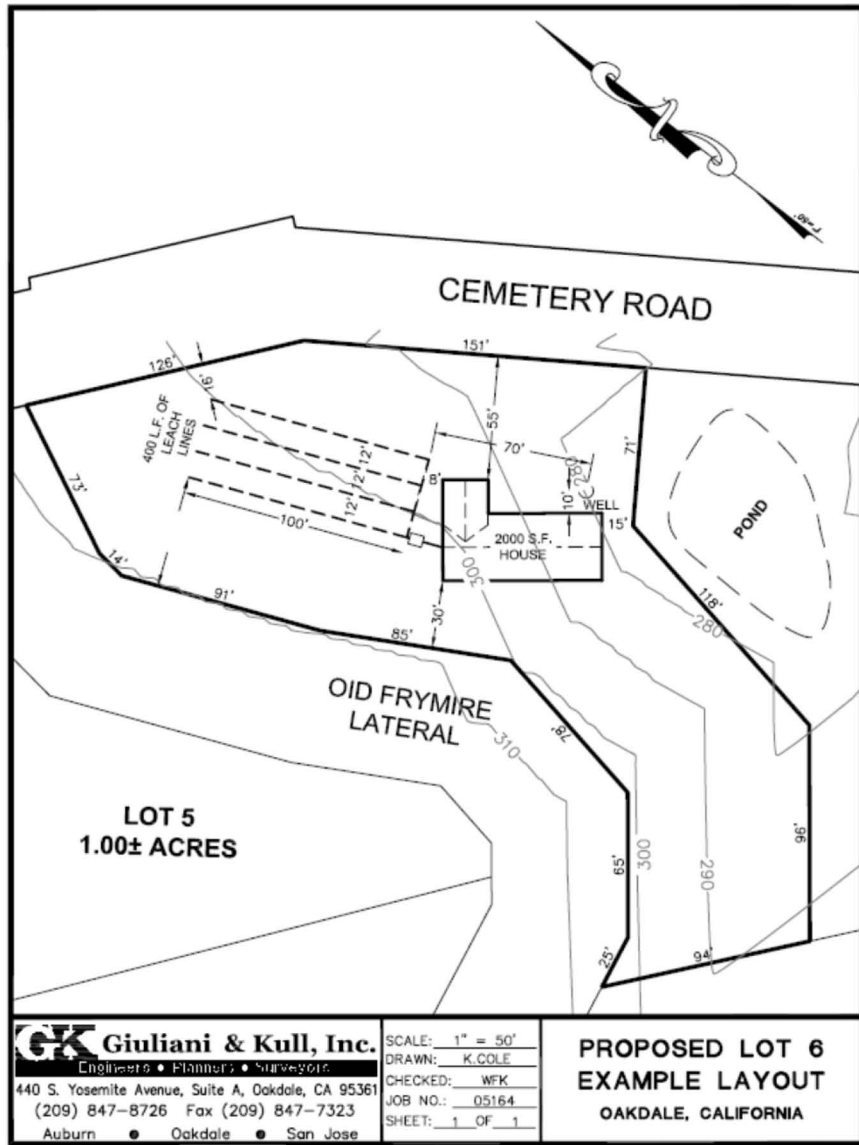 1"=50'
CEMETERY ROAD
126'
151'
16'
400 L.F. OF
LEACH
LINES
12'
12'
12'
55'
70'
71'
8'
10'
280
WELL
15'
POND
73'
100'
2000 S.F.
HOUSE
300
14'
91'
30'
118'
280
85'
OID FRYMIRE
LATERAL
310
78'
LOT 5
1.00± ACRES
65'
300
290
96'
25'
94'
GK Giuliani & Kull, Inc.
Engineers • Planners • Surveyors
440 S. Yosemite Avenue, Suite A, Oakdale, CA 95361
(209) 847-8726 Fax (209) 847-7323
Auburn • Oakdale • San Jose
SCALE: 1" = 50'
DRAWN: K.COLE
CHECKED: WFK
JOB NO.: 05164
SHEET: 1 OF 1
PROPOSED LOT 6
EXAMPLE LAYOUT
OAKDALE, CALIFORNIA